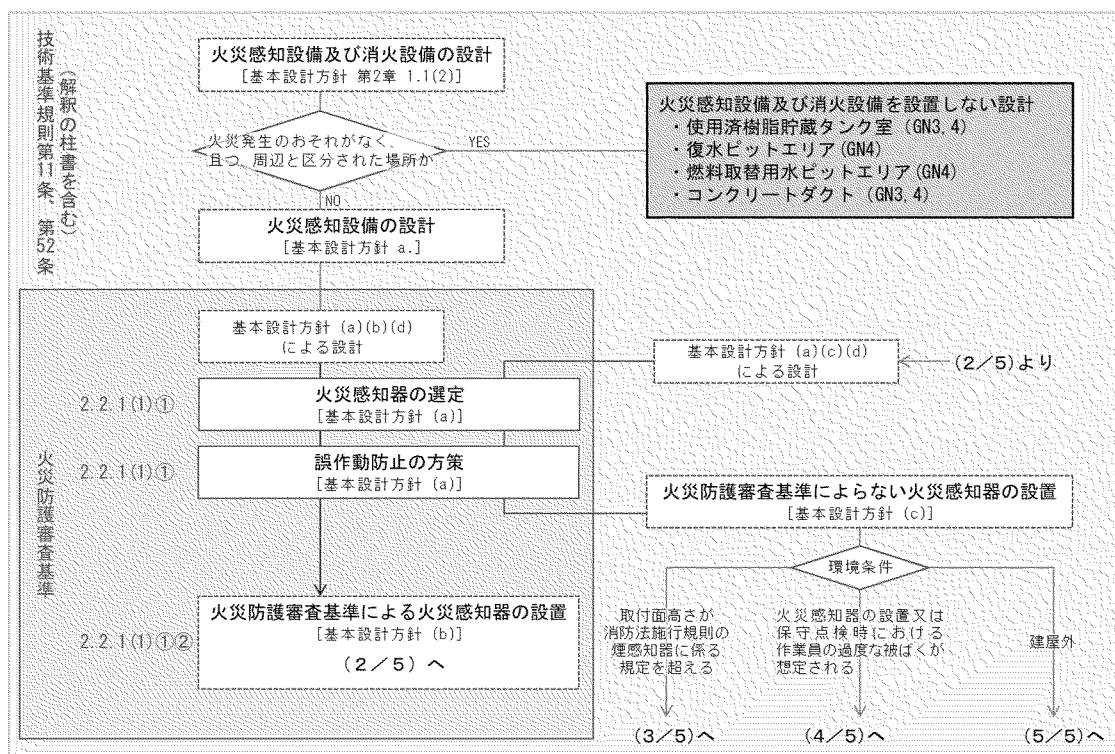 技術基準規則第11条、第52条
(解釈の柱書を含む)
火災感知設備及び消火設備の設計
[基本設計方針 第2章 1.1(2)]
火災発生のおそれがなく、
且つ、周辺と区分された場所か
YES
火災感知設備及び消火設備を設置しない設計
・使用済樹脂貯蔵タンク室 (GN3,4)
・復水ピットエリア(GN4)
・燃料取替用水ピットエリア(GN4)
・コンクリートダクト (GN3,4)
NO
火災感知設備の設計
[基本設計方針 a.]
火災防護審査基準
基本設計方針 (a)(b)(d)
による設計
基本設計方針 (a)(c)(d)
による設計
(2/5)より
2.2.1(1)①
火災感知器の選定
[基本設計方針 (a)]
2.2.1(1)①
誤作動防止の方策
[基本設計方針 (a)]
火災防護審査基準によらない火災感知器の設置
[基本設計方針 (c)]
環境条件
2.2.1(1)①②
火災防護審査基準による火災感知器の設置
[基本設計方針 (b)]
(2/5)へ
取付面高さが
消防法施行規則の
煙感知器に係る
規定を超える
火災感知器の設置又は
保守点検時における
作業員の過度な被ばくが
想定される
建屋外
(3/5)へ
(4/5)へ
(5/5)へ